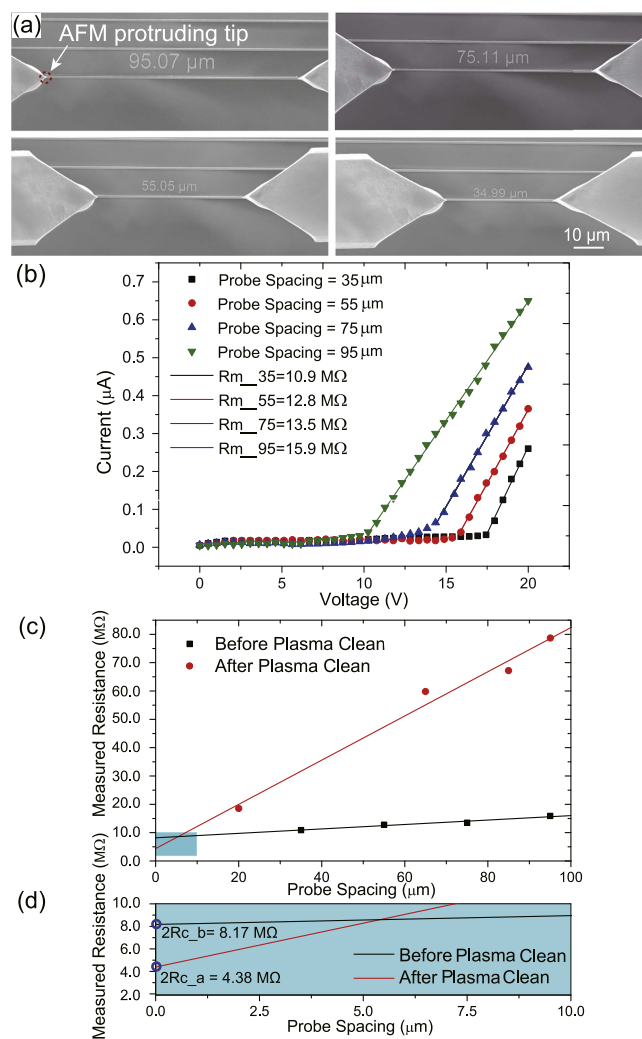 (a)
AFM protruding tip
95.07 μm
75.11 μm
55.05 μm
34.99 μm
10 μm
(b)
0.7
0.6
0.5
0.4
0.3
0.2
0.1
0.0
Current (μA)
Probe Spacing = 35 μm
Probe Spacing = 55 μm
Probe Spacing = 75 μm
Probe Spacing = 95 μm
Rm__35=10.9 MΩ
Rm__55=12.8 MΩ
Rm__75=13.5 MΩ
Rm__95=15.9 MΩ
0 5 10 15 20
Voltage (V)
(c)
80.0
70.0
60.0
50.0
40.0
30.0
20.0
10.0
0.0
Measured Resistance (MΩ)
Before Plasma Clean
After Plasma Clean
0 20 40 60 80 100
Probe Spacing (μm)
(d)
Measured Resistance (MΩ)
10.0
8.0
6.0
4.0
2.0
2Rc_b= 8.17 MΩ
2Rc_a = 4.38 MΩ
Before Plasma Clean
After Plasma Clean
0.0 2.5 5.0 7.5 10.0
Probe Spacing (μm)